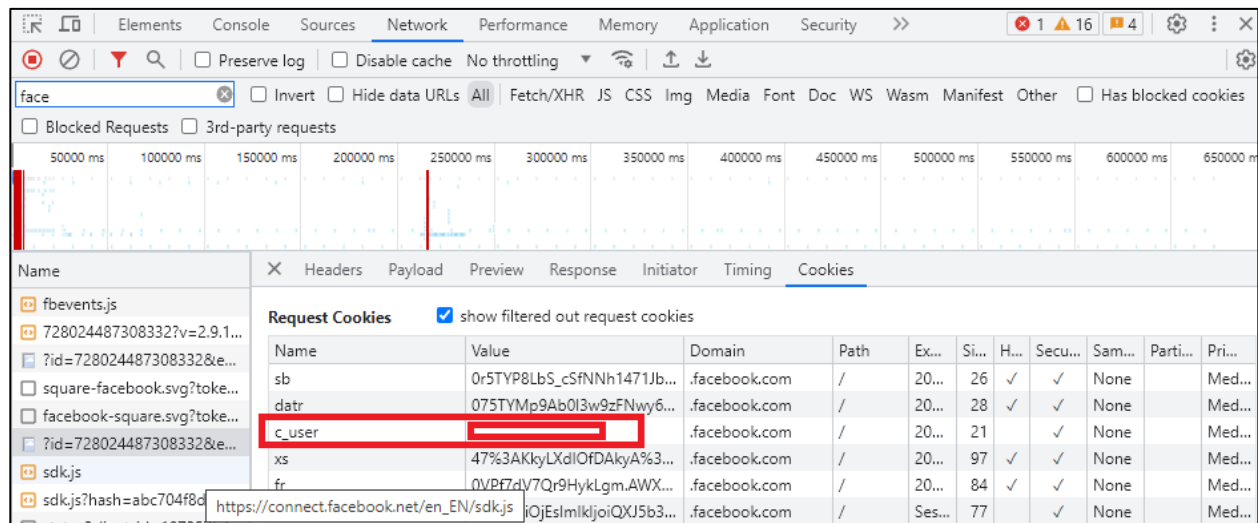 Elements Console Sources Network Performance Memory Application Security >> 1 16 4
Preserve log Disable cache No throttling
face Invert Hide data URLs All Fetch/XHR JS CSS Img Media Font Doc WS Wasm Manifest Other Has blocked cookies
Blocked Requests 3rd-party requests
50000 ms 100000 ms 150000 ms 200000 ms 250000 ms 300000 ms 350000 ms 400000 ms 450000 ms 500000 ms 550000 ms 600000 ms 650000 m
Name Headers Payload Preview Response Initiator Timing Cookies
fbevents.js
Request Cookies show filtered out request cookies
728024487308332?v=2.9.1...
Name Value Domain Path Ex... Si... H... Secu... Sam... Parti... Pri...
?id=728024487308332&e...
sb 0r5TYP8LbS_cSfNNh1471Jb... .facebook.com / 20... 26 ✓ ✓ None Med...
square-facebook.svg?toke...
datr 075TYMp9Ab0I3w9zFNwy6... .facebook.com / 20... 28 ✓ ✓ None Med...
facebook-square.svg?toke...
c_user .facebook.com / 20... 21 ✓ None Med...
?id=728024487308332&e...
xs 47%3AKkyLXdIOfDAkyA%3... .facebook.com / 20... 97 ✓ ✓ None Med...
sdk.js
fr 0VPf7dV7Qr9HykLgm.AWX... .facebook.com / 20... 84 ✓ ✓ None Med...
sdk.js?hash=abc704f8d
https://connect.facebook.net/en_EN/sdk.js
iOjEsImlkIjoiQXJ5b3... .facebook.com / Ses... 77 ✓ None Med...